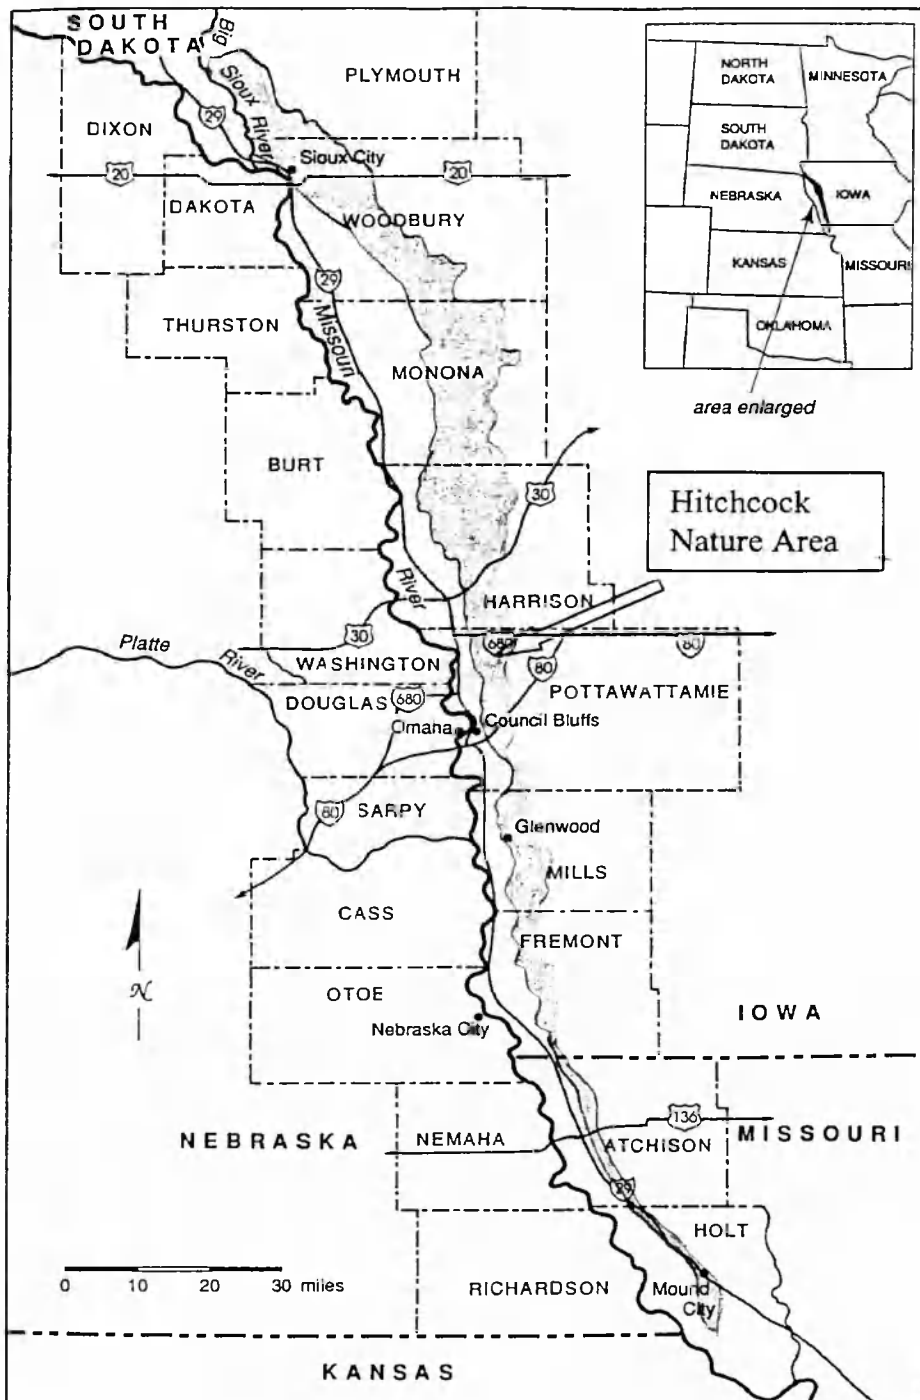 SOUTH
DAKOTA
Big
Sioux River
PLYMOUTH
29
DIXON
Sioux City
20
20
DAKOTA
WOODBURY
29
THURSTON
Missouri
MONONA
BURT
30
River
HARRISON
680
30
80
Platte
River
WASHINGTON
80
DOUGLAS
680
POTTAWATTAMIE
Omaha
Council Bluffs
80
SARPY
Glenwood
MILLS
CASS
FREMONT
N
OTOE
Nebraska City
IOWA
136
NEBRASKA
NEMAHA
ATCHISON
MISSOURI
29
HOLT
0 10 20 30 miles
RICHARDSON
Mound
City
KANSAS
NORTH
DAKOTA
MINNESOTA
SOUTH
DAKOTA
NEBRASKA
IOWA
KANSAS
MISSOURI
OKLAHOMA
area enlarged
Hitchcock
Nature Area